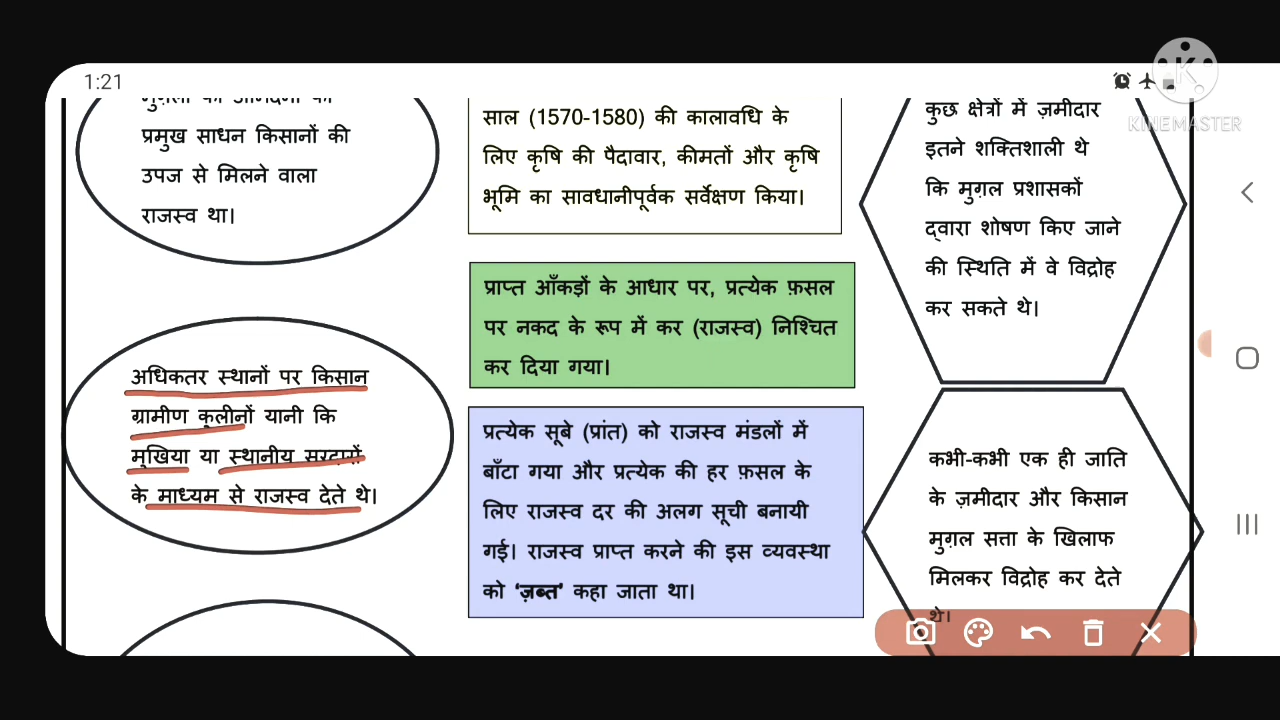 1:21
KINEMASTER
प्रमुख साधन किसानों की
उपज से मिलने वाला
राजस्व था।
अधिकतर स्थानों पर किसान
ग्रामीण कुलीनों यानी कि
मुखिया या स्थानीय सरदारों
के माध्यम से राजस्व देते थे।
साल (1570-1580) की कालावधि के
लिए कृषि की पैदावार, कीमतों और कृषि
भूमि का सावधानीपूर्वक सर्वेक्षण किया।
प्राप्त आँकड़ों के आधार पर, प्रत्येक फ़सल
पर नकद के रूप में कर (राजस्व) निश्चित
कर दिया गया।
प्रत्येक सूबे (प्रांत) को राजस्व मंडलों में
बाँटा गया और प्रत्येक की हर फ़सल के
लिए राजस्व दर की अलग सूची बनायी
गई। राजस्व प्राप्त करने की इस व्यवस्था
को ‘ज़ब्त’ कहा जाता था।
कुछ क्षेत्रों में ज़मीदार
इतने शक्तिशाली थे
कि मुग़ल प्रशासकों
द्वारा शोषण किए जाने
की स्थिति में वे विद्रोह
कर सकते थे।
कभी-कभी एक ही जाति
के ज़मीदार और किसान
मुग़ल सत्ता के खिलाफ
मिलकर विद्रोह कर देते
थे।